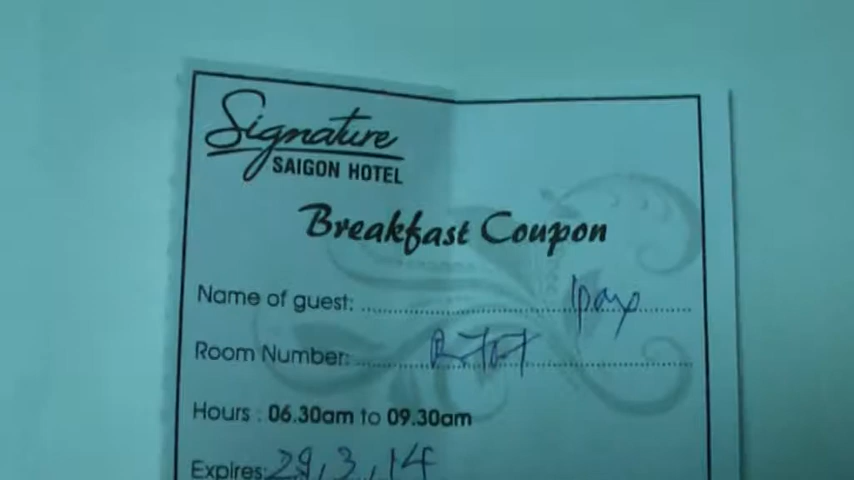 Signature
SAIGON HOTEL
Breakfast Coupon
Name of guest: 1pax
Room Number:
Hours : 06.30am to 09.30am
Expires: 29, 3, 14